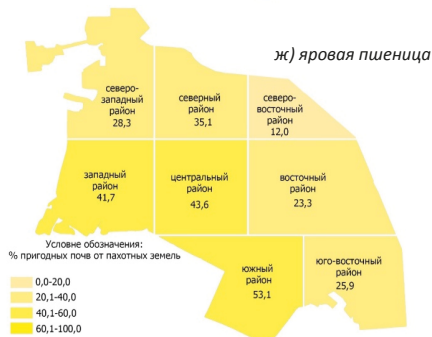 ж) яровая пшеница
северо-
западный
район
28,3
северный
район
35,1
северо-
восточный
район
12,0
западный
район
41,7
центральный
район
43,6
восточный
район
23,3
Условне обозначения:
% пригодных почв от пахотных земель
0,0-20,0
20,1-40,0
40,1-60,0
60,1-100,0
южный
район
53,1
юго-восточный
район
25,9